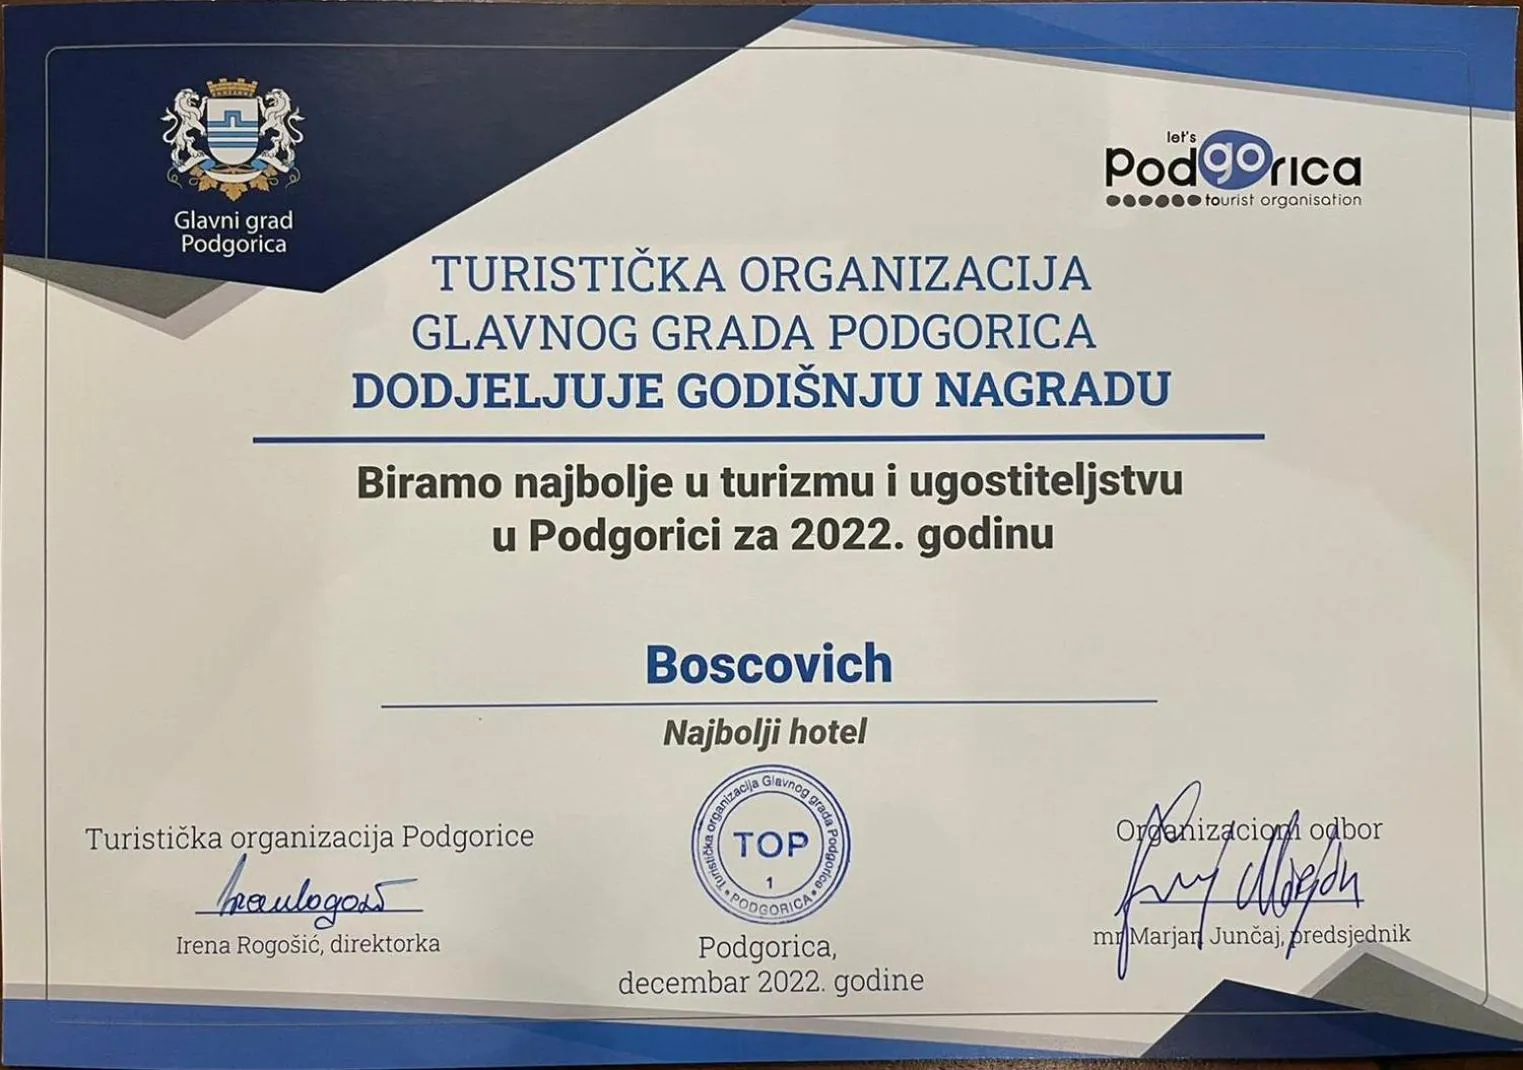 Glavni grad
Podgorica
let's
Podgorica
tourist organisation
TURISTIČKA ORGANIZACIJA
GLAVNOG GRADA PODGORICA
DODJELJUJE GODIŠNJU NAGRADU
Biramo najbolje u turizmu i ugostiteljstvu
u Podgorici za 2022. godinu
Boscovich
Najbolji hotel
Turistička organizacija Podgorice
Irena Rogošić, direktorka
Turistička organizacija Glavnog grada Podgorice
TOP
1
PODGORICA
Podgorica,
decembar 2022. godine
Organizacioni odbor
mr Marjan Junčaj, predsjednik